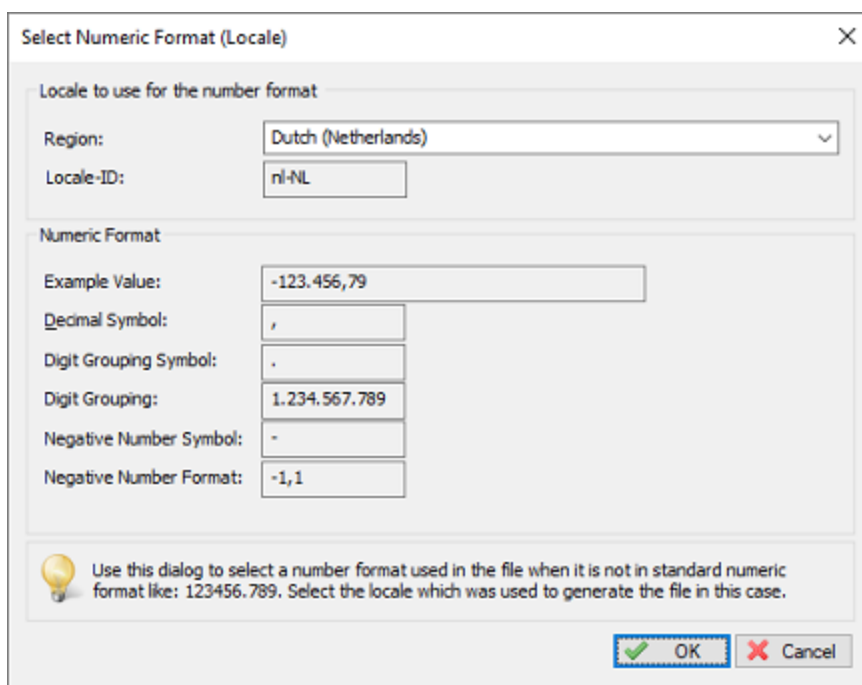 Select Numeric Format (Locale)
Locale to use for the number format
Region: Dutch (Netherlands)
Locale-ID: nl-NL
Numeric Format
Example Value: -123.456,79
Decimal Symbol: ,
Digit Grouping Symbol: .
Digit Grouping: 1.234.567.789
Negative Number Symbol: -
Negative Number Format: -1,1
Use this dialog to select a number format used in the file when it is not in standard numeric
format like: 123456.789. Select the locale which was used to generate the file in this case.
OK Cancel